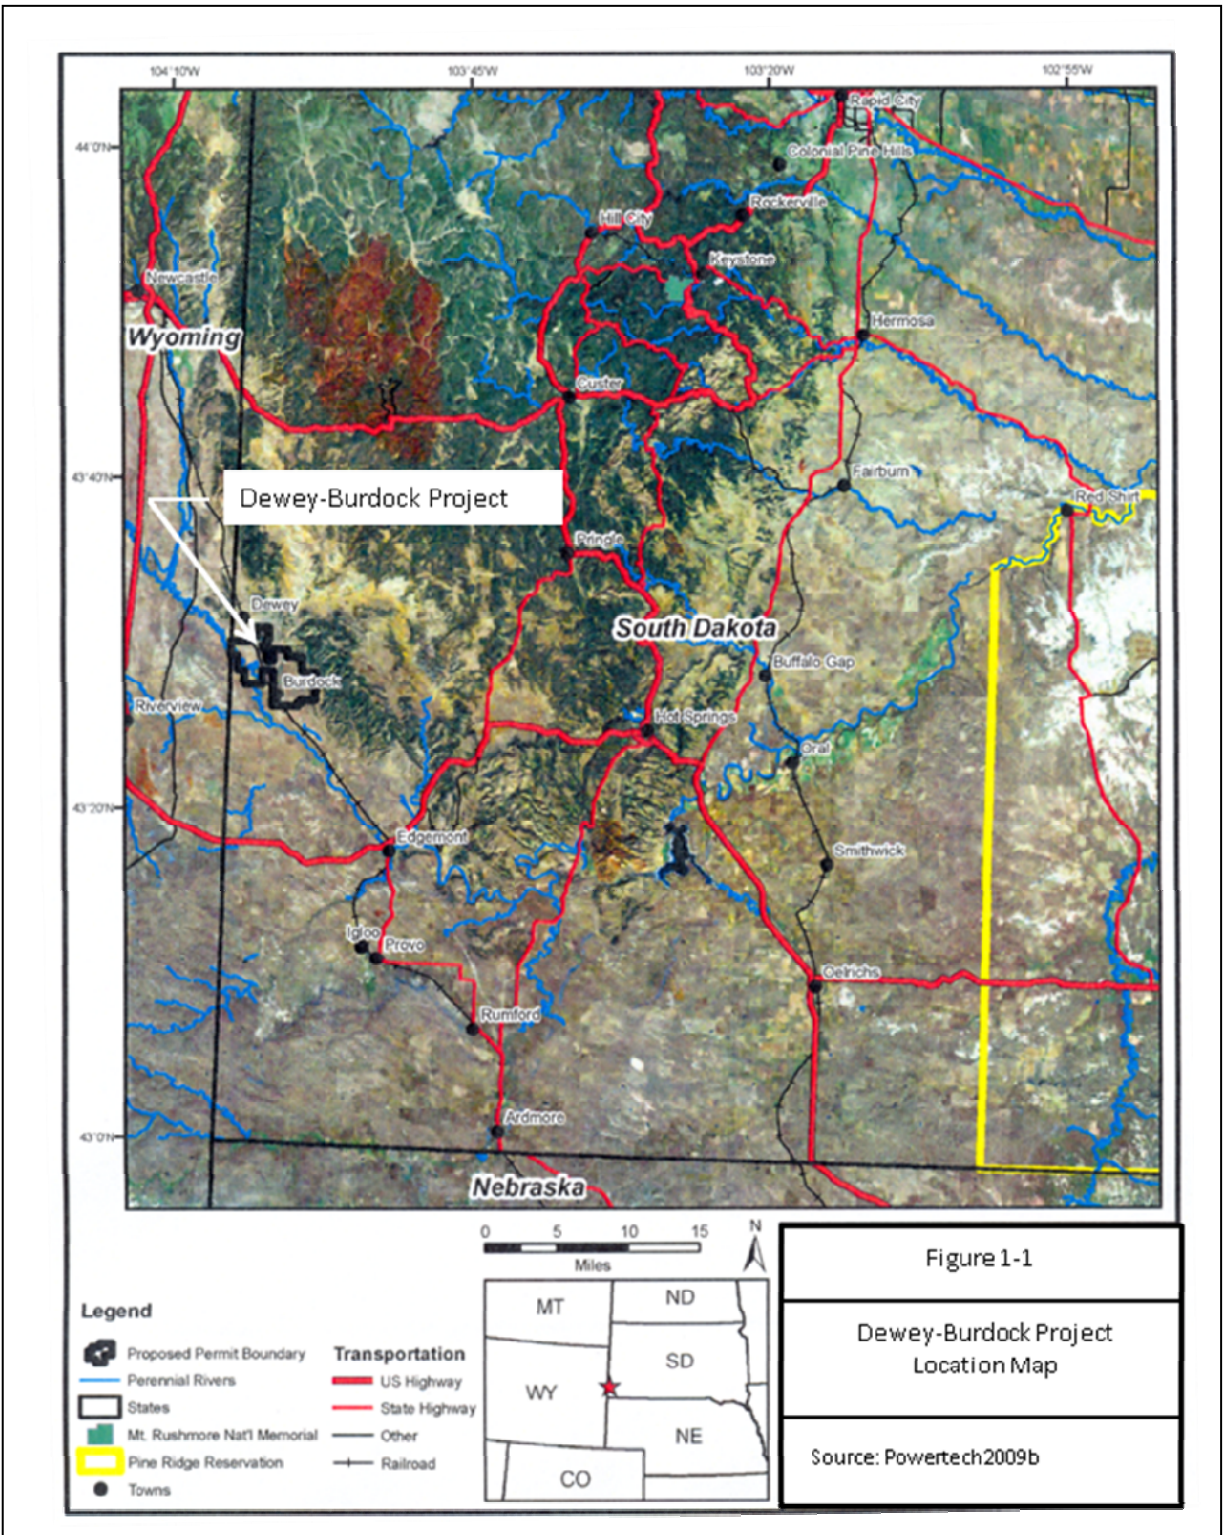 104°10'W 103°45'W 103°20'W 102°55'W
Rapid City
44°0'N
Colonial Pine Hills
Rockerville
Hill City
Keystone
Newcastle
Hermosa
Wyoming
Custer
43°40'N
Fairburn
Dewey-Burdock Project
Red Shirt
Pringle
Dewey
South Dakota
Buffalo Gap
Burdock
Riverview
Hot Springs
Oral
43°20'N
Edgemont
Smithwick
Igloo
Provo
Oelrichs
Rumford
Ardmore
43°0'N
Nebraska
0 5 10 15
Miles
N
Legend
Proposed Permit Boundary
Perennial Rivers
States
Mt. Rushmore Nat'l Memorial
Pine Ridge Reservation
Towns
Transportation
US Highway
State Highway
Other
Railroad
MT
ND
SD
WY
NE
CO
Figure 1-1
Dewey-Burdock Project
Location Map
Source: Powertech2009b